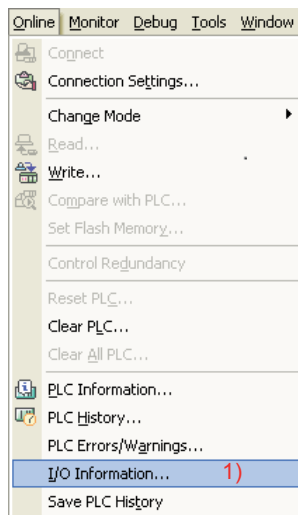 Online Monitor Debug Tools Window
Connect
Connection Settings...
Change Mode
Read...
Write...
Compare with PLC...
Set Flash Memory...
Control Redundancy
Reset PLC...
Clear PLC...
Clear All PLC...
PLC Information...
PLC History...
PLC Errors/Warnings...
I/O Information... 1)
Save PLC History